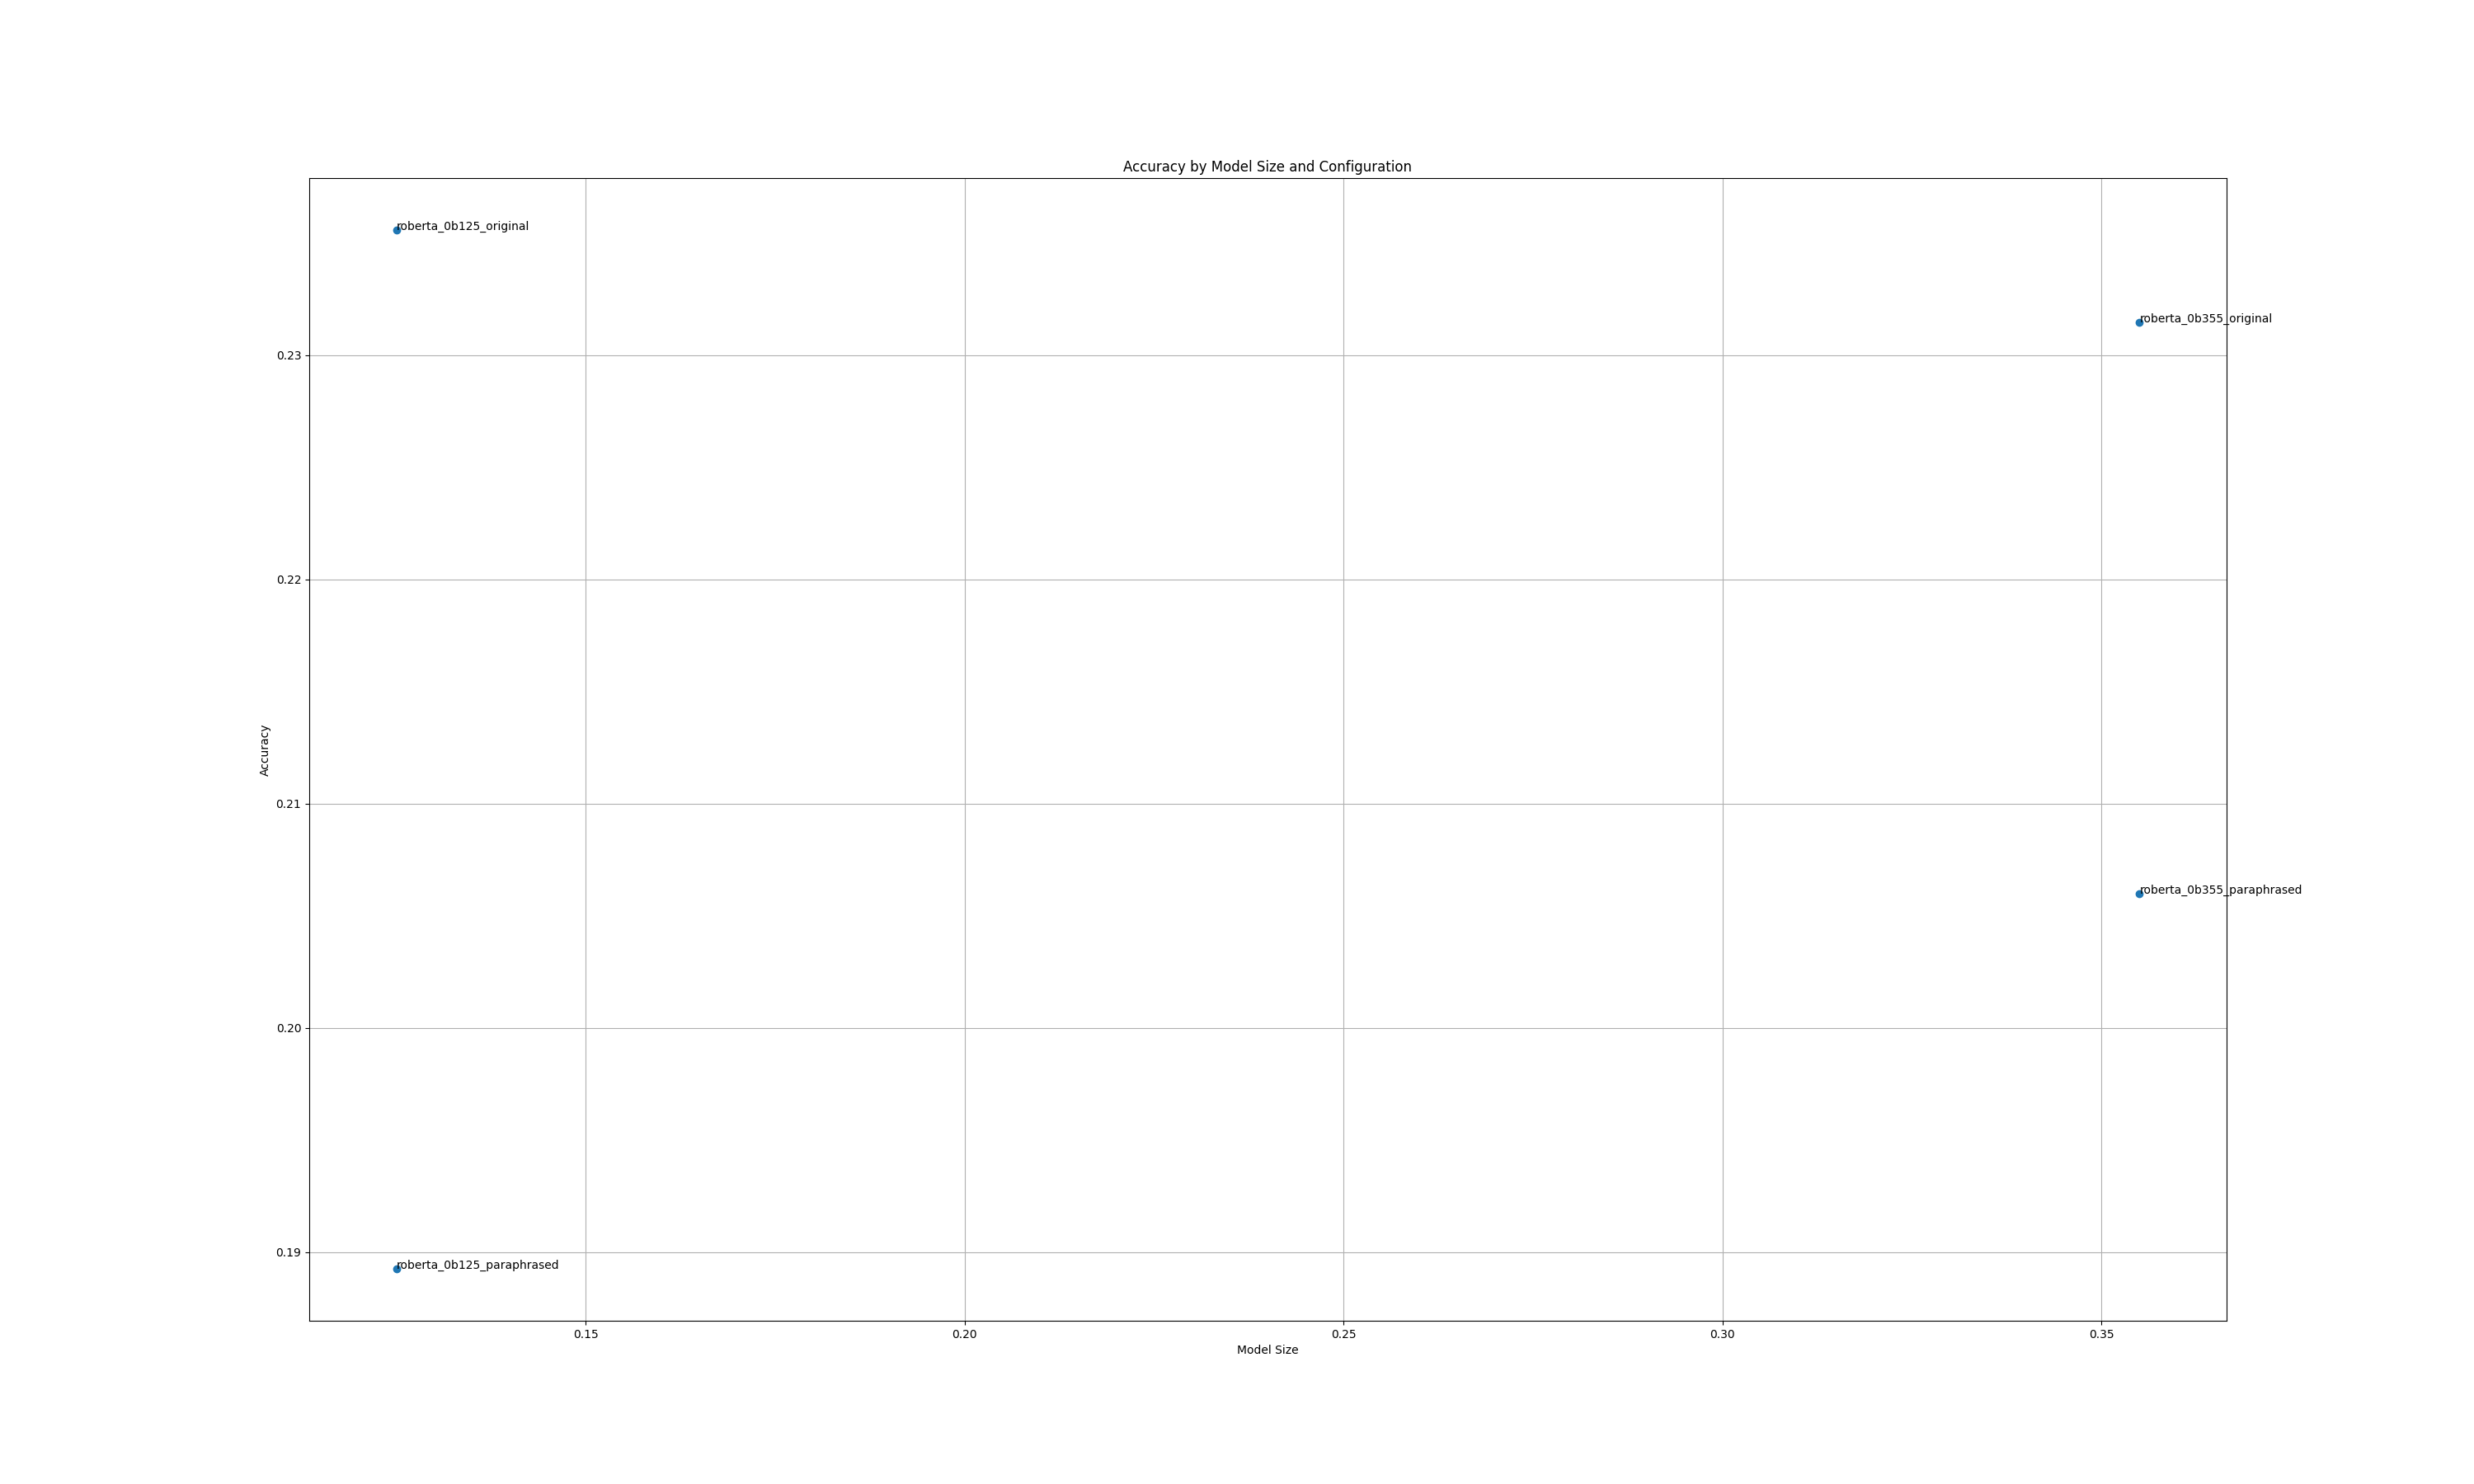 Accuracy by Model Size and Configuration
roberta_0b125_original
roberta_0b355_original
0.23
0.22
Accuracy
0.21
roberta_0b355_paraphrased
0.20
0.19
roberta_0b125_paraphrased
0.15 0.20 0.25 0.30 0.35
Model Size